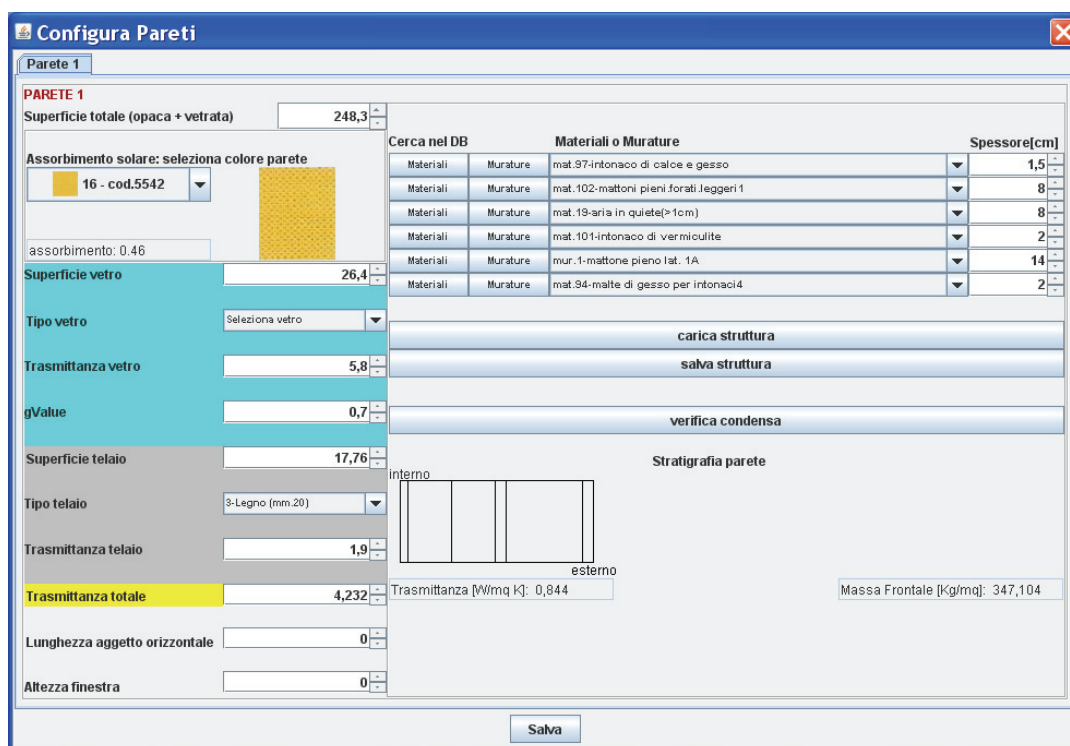 Configura Pareti
Parete 1
PARETE 1
Superficie totale (opaca + vetrata) 248,3
Assorbimento solare: seleziona colore parete
16 - cod.5542
assorbimento: 0.46
Superficie vetro 26,4
Tipo vetro Seleziona vetro
Trasmittanza vetro 5,8
gValue 0,7
Superficie telaio 17,76
Tipo telaio 3-Legno (mm.20)
Trasmittanza telaio 1,9
Trasmittanza totale 4,232
Lunghezza aggetto orizzontale 0
Altezza finestra 0
Cerca nel DB Materiali o Murature Spessore[cm]
Materiali Murature mat.97-intonaco di calce e gesso 1,5
Materiali Murature mat.102-mattoni pieni.forati.leggeri1 8
Materiali Murature mat.19-aria in quiete(>1cm) 8
Materiali Murature mat.101-intonaco di vermiculite 2
Materiali Murature mur.1-mattone pieno lat. 1A 14
Materiali Murature mat.94-malte di gesso per intonaci4 2
carica struttura
salva struttura
verifica condensa
Stratigrafia parete
interno
esterno
Trasmittanza [W/mq K]: 0,844 Massa Frontale [Kg/mq]: 347,104
Salva